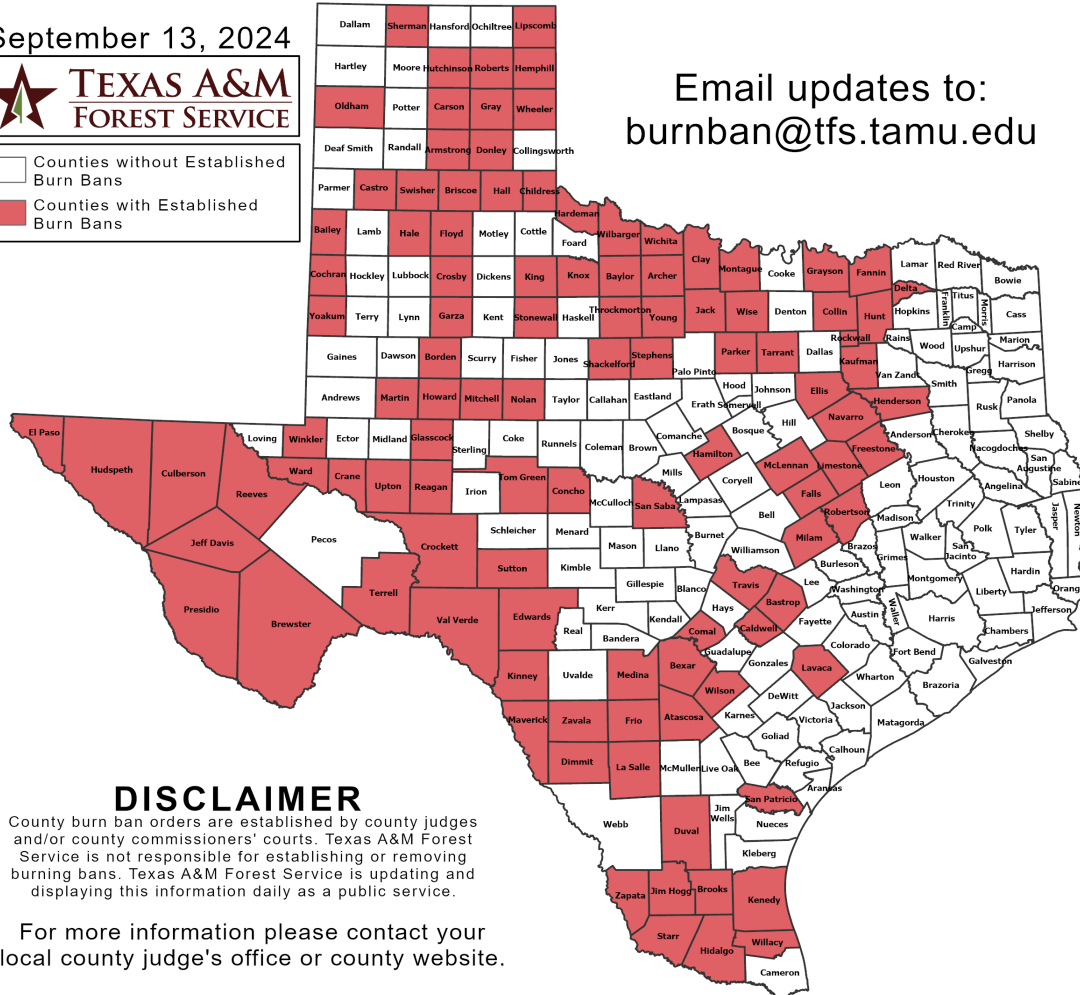 September 13, 2024
TEXAS A&M
FOREST SERVICE
Counties without Established
Burn Bans
Counties with Established
Burn Bans
Email updates to:
burnban@tfs.tamu.edu
Dallam Sherman Hansford Ochiltree Lipscomb
Hartley Moore Hutchinson Roberts Hemphill
Oldham Potter Carson Gray Wheeler
Deaf Smith Randall Armstrong Donley Collingsworth
Parmer Castro Swisher Briscoe Hall Childress
Hardeman
Bailey Lamb Hale Floyd Motley Cottle Foard Wilbarger Wichita
Clay Montague Cooke Grayson Fannin Lamar Red River Bowie
Cochran Hockley Lubbock Crosby Dickens King Knox Baylor Archer
Delta Franklin Titus Morris Cass
Yoakum Terry Lynn Garza Kent Stonewall Haskell Throckmorton Young Jack Wise Denton Collin Hunt Hopkins Camp
Rockwall Rains Wood Upshur Marion
Gaines Dawson Borden Scurry Fisher Jones Shackelford Stephens Palo Pinto Parker Tarrant Dallas Kaufman Van Zandt Gregg Harrison
Andrews Martin Howard Mitchell Nolan Taylor Callahan Eastland Erath Hood Somervell Johnson Ellis Henderson Smith Rusk Panola
El Paso Loving Winkler Ector Midland Glasscock Sterling Coke Runnels Coleman Brown Comanche Bosque Hill Navarro Anderson Cherokee Nacogdoches Shelby
Hudspeth Culberson Reeves Ward Crane Upton Reagan Irion Tom Green Concho McCulloch San Saba Mills Hamilton Coryell McLennan Limestone Freestone Leon Houston Angelina San Augustine Sabine
Lampasas Bell Falls Robertson Madison Trinity Polk Tyler Jasper Newton
Jeff Davis Pecos Crockett Schleicher Menard Mason Llano Burnet Williamson Milam Brazos Grimes Walker San Jacinto
Terrell Sutton Kimble Gillespie Blanco Travis Lee Burleson Washington Montgomery Liberty Hardin Orang
Presidio Brewster Val Verde Edwards Real Kerr Bandera Kendall Hays Comal Caldwell Bastrop Fayette Austin Waller Harris Chambers Jefferson
Kinney Uvalde Medina Bexar Guadalupe Gonzales Lavaca Colorado Wharton Fort Bend Brazoria Galveston
Maverick Zavala Frio Atascosa Wilson Karnes DeWitt Victoria Jackson Matagorda
Dimmit La Salle McMullen Live Oak Bee Goliad Refugio Calhoun Aransas
Webb Duval Jim Wells San Patricio Nueces
Kleberg
Zapata Jim Hogg Brooks Kenedy
Starr Hidalgo Willacy
Cameron
DISCLAIMER
County burn ban orders are established by county judges
and/or county commissioners' courts. Texas A&M Forest
Service is not responsible for establishing or removing
burning bans. Texas A&M Forest Service is updating and
displaying this information daily as a public service.
For more information please contact your
local county judge's office or county website.